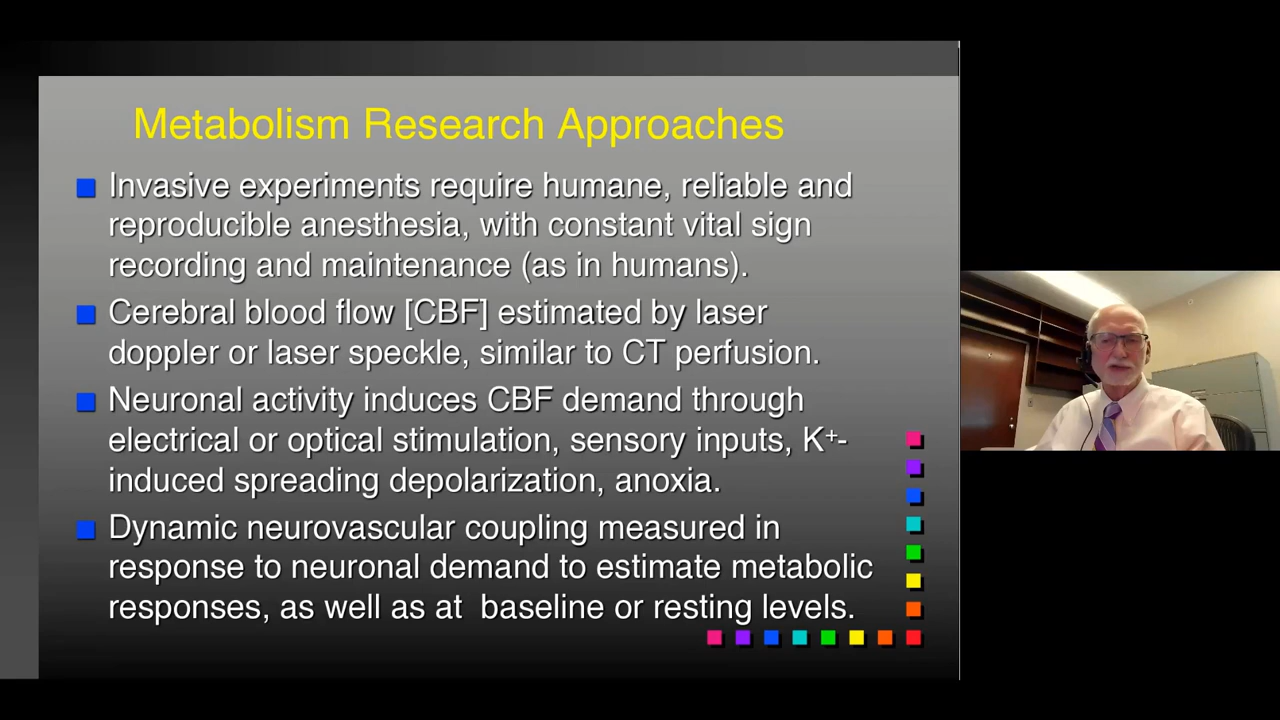 Metabolism Research Approaches
Invasive experiments require humane, reliable and
reproducible anesthesia, with constant vital sign
recording and maintenance (as in humans).
Cerebral blood flow [CBF] estimated by laser
doppler or laser speckle, similar to CT perfusion.
Neuronal activity induces CBF demand through
electrical or optical stimulation, sensory inputs, K⁺-
induced spreading depolarization, anoxia.
Dynamic neurovascular coupling measured in
response to neuronal demand to estimate metabolic
responses, as well as at  baseline or resting levels.